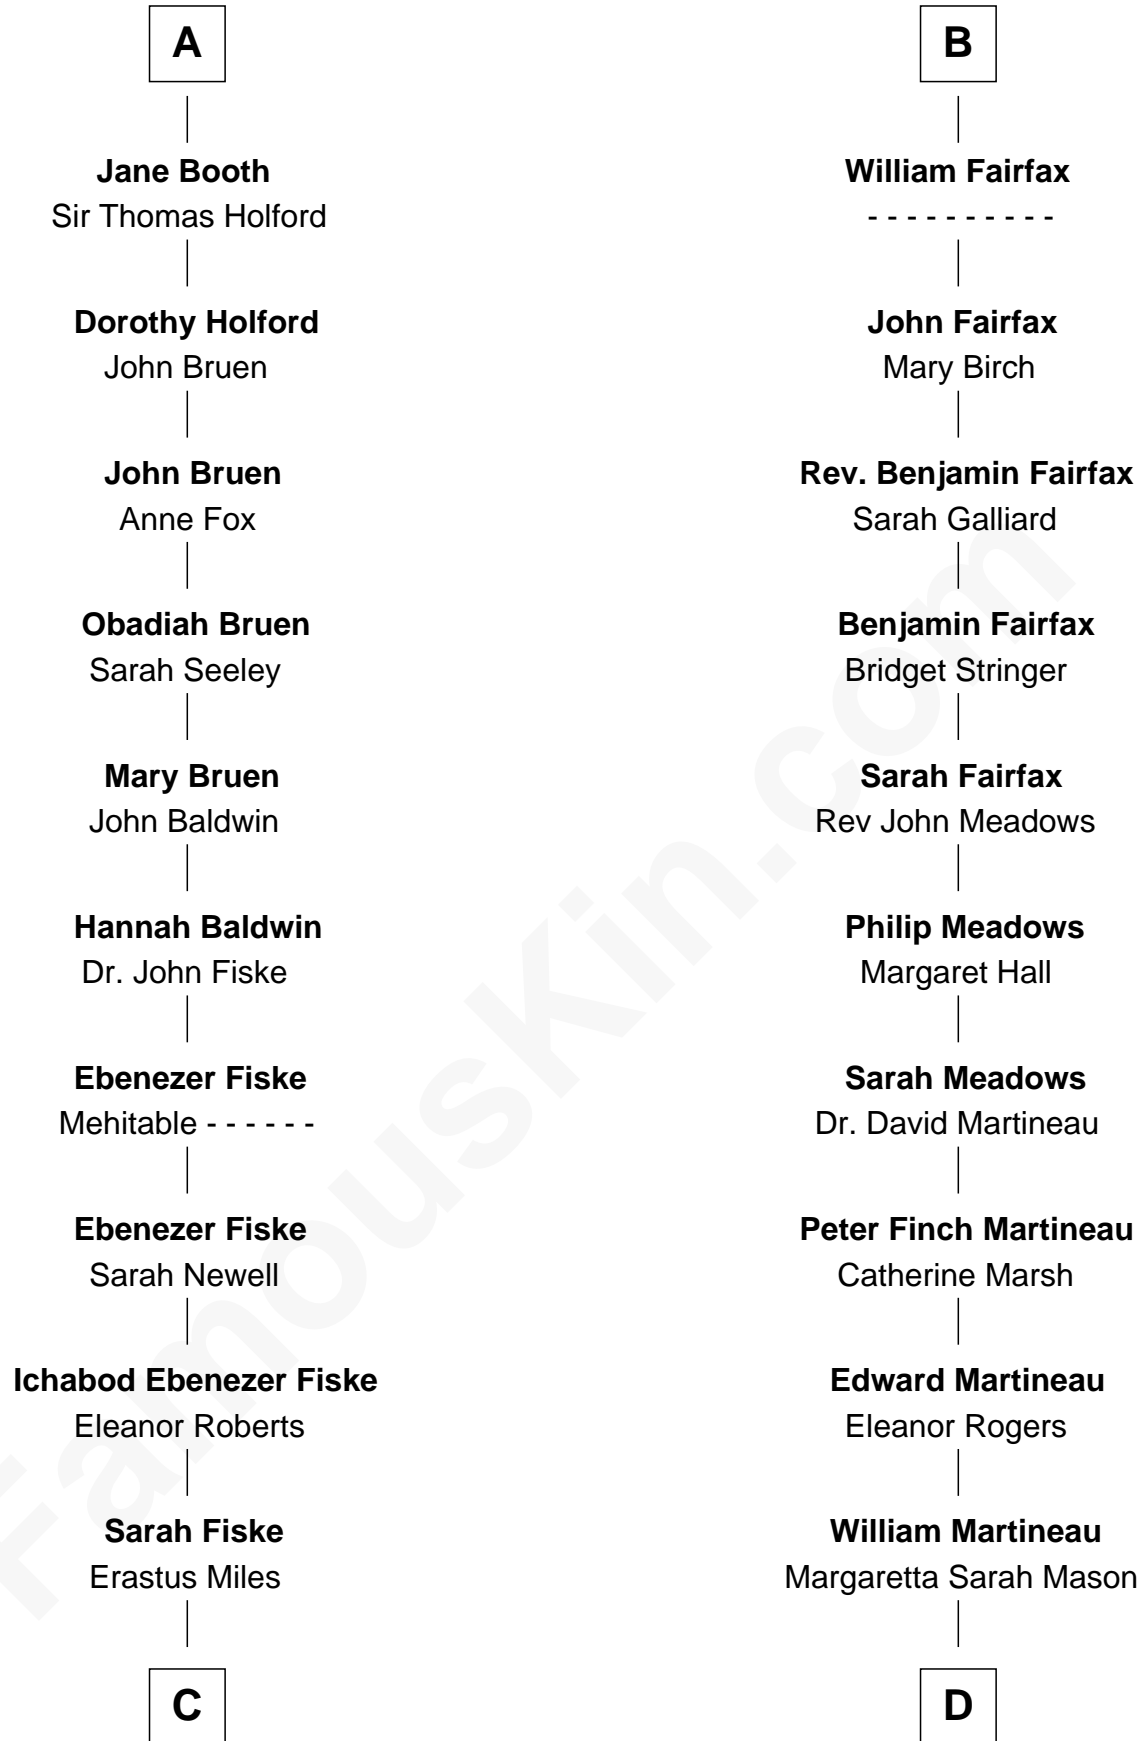 A
Jane Booth
Sir Thomas Holford
Dorothy Holford
John Bruen
John Bruen
Anne Fox
Obadiah Bruen
Sarah Seeley
Mary Bruen
John Baldwin
Hannah Baldwin
Dr. John Fiske
Ebenezer Fiske
Mehitable - - - - - -
Ebenezer Fiske
Sarah Newell
Ichabod Ebenezer Fiske
Eleanor Roberts
Sarah Fiske
Erastus Miles
C
B
William Fairfax
- - - - - - - - - -
John Fairfax
Mary Birch
Rev. Benjamin Fairfax
Sarah Galliard
Benjamin Fairfax
Bridget Stringer
Sarah Fairfax
Rev John Meadows
Philip Meadows
Margaret Hall
Sarah Meadows
Dr. David Martineau
Peter Finch Martineau
Catherine Marsh
Edward Martineau
Eleanor Rogers
William Martineau
Margaretta Sarah Mason
D
FamousKin.com